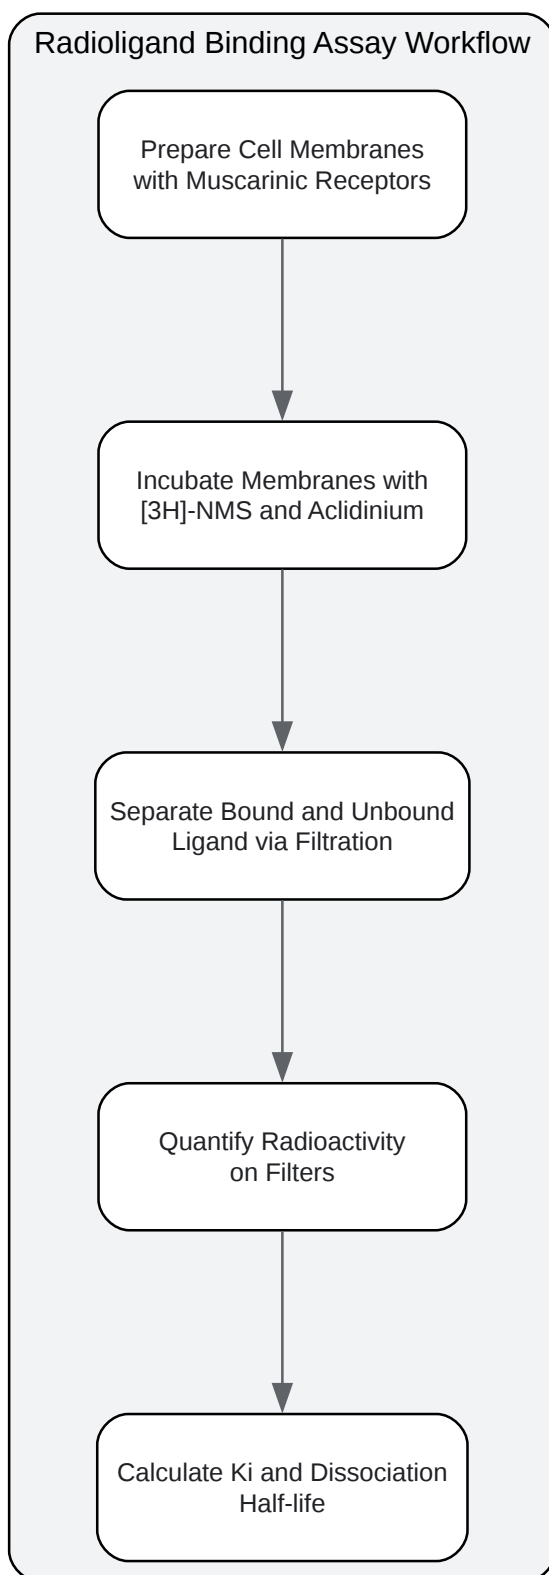 Radioligand Binding Assay Workflow
Prepare Cell Membranes
with Muscarinic Receptors
Incubate Membranes with
[3H]-NMS and Aclidinium
Separate Bound and Unbound
Ligand via Filtration
Quantify Radioactivity
on Filters
Calculate Ki and Dissociation
Half-life